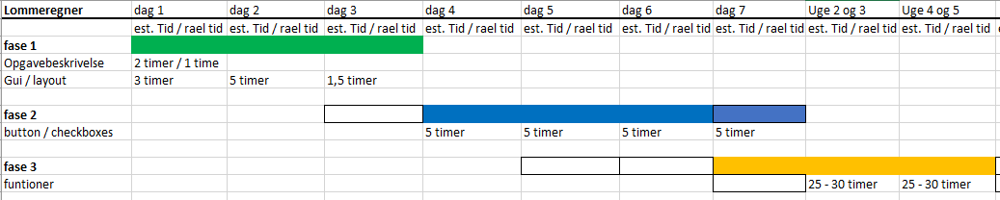 Lommeregner dag 1 dag 2 dag 3 dag 4 dag 5 dag 6 dag 7 Uge 2 og 3 Uge 4 og 5
est. Tid / rael tid est. Tid / rael tid est. Tid / rael tid est. Tid / rael tid est. Tid / rael tid est. Tid / rael tid est. Tid / rael tid est. Tid / rael tid est. Tid / rael tid
fase 1
Opgavebeskrivelse 2 timer / 1 time
Gui / layout 3 timer 5 timer 1,5 timer
fase 2
button / checkboxes 5 timer 5 timer 5 timer 5 timer
fase 3
funtioner 25 - 30 timer 25 - 30 timer